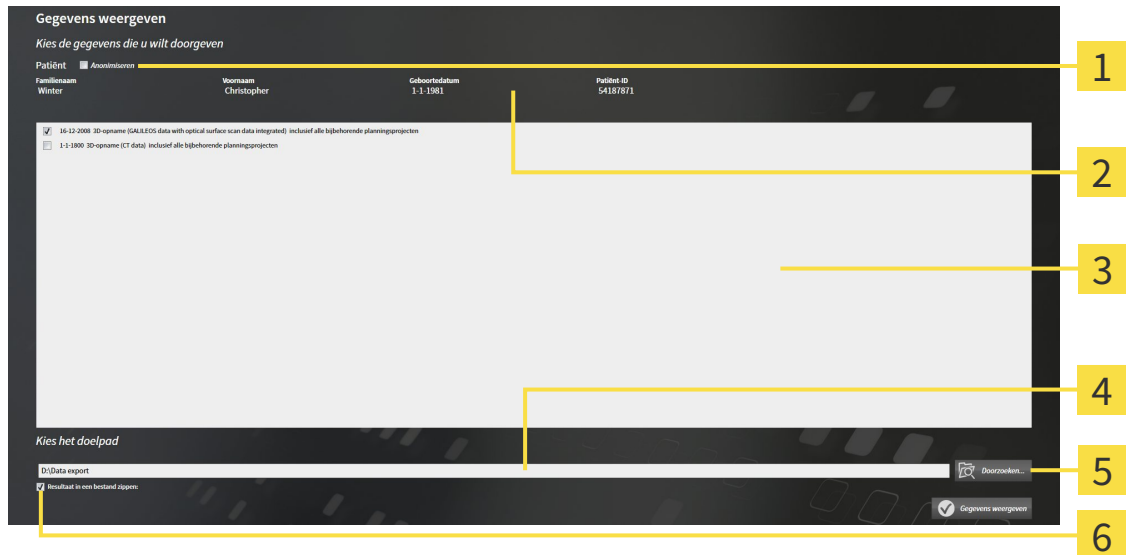 Gegevens weergeven
Kies de gegevens die u wilt doorgeven
Patiënt Anonimiseren
1
Familienaam Voornaam Geboortedatum Patiënt-ID
Winter Christopher 1-1-1981 54187871
16-12-2008 3D-opname (GALILEOS data with optical surface scan data integrated) inclusief alle bijbehorende planningsprojecten
1-1-1800 3D-opname (CT data) inclusief alle bijbehorende planningsprojecten
2
3
4
Kies het doelpad
D:\Data export
Doorzoeken...
5
Resultaat in een bestand zippen:
Gegevens weergeven
6